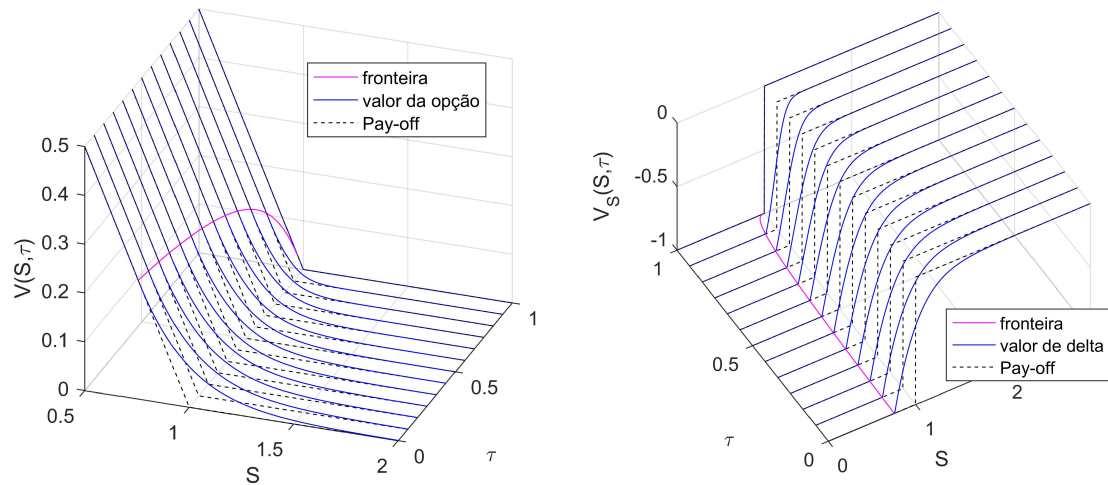 fronteira
valor da opção
Pay-off
0.5
0.4
0.3
0.2
0.1
0
V(S,τ)
0.5
1
1.5
2
S
0
0.5
1
τ
0
-0.5
-1
V_S(S,τ)
1
0.5
0
τ
0
1
2
S
fronteira
valor de delta
Pay-off